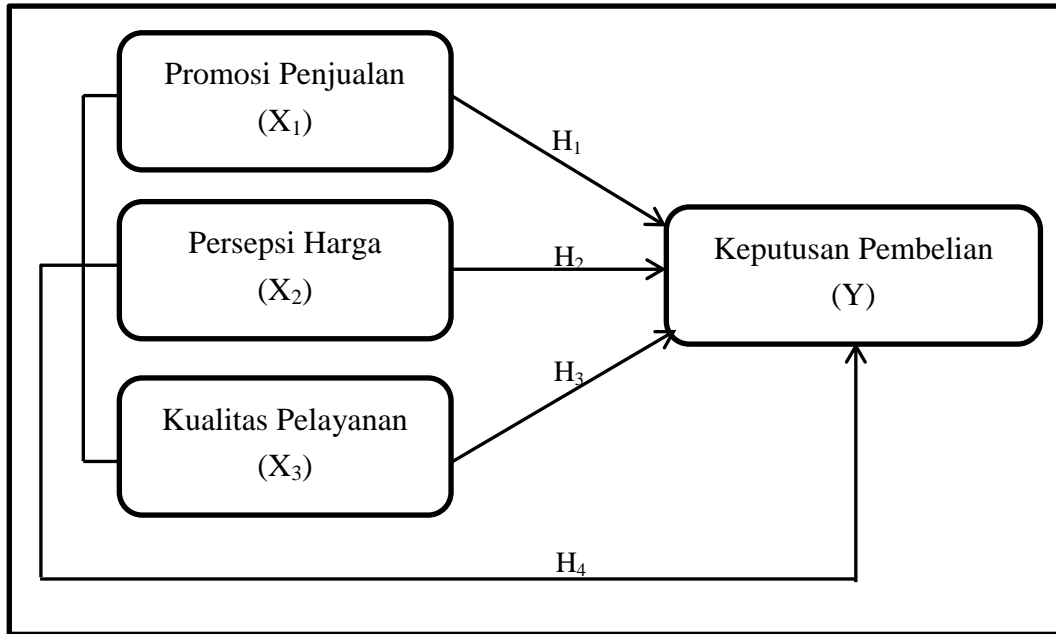 Promosi Penjualan
(X₁)
H₁
Persepsi Harga
(X₂)
H₂
Keputusan Pembelian
(Y)
Kualitas Pelayanan
(X₃)
H₃
H₄